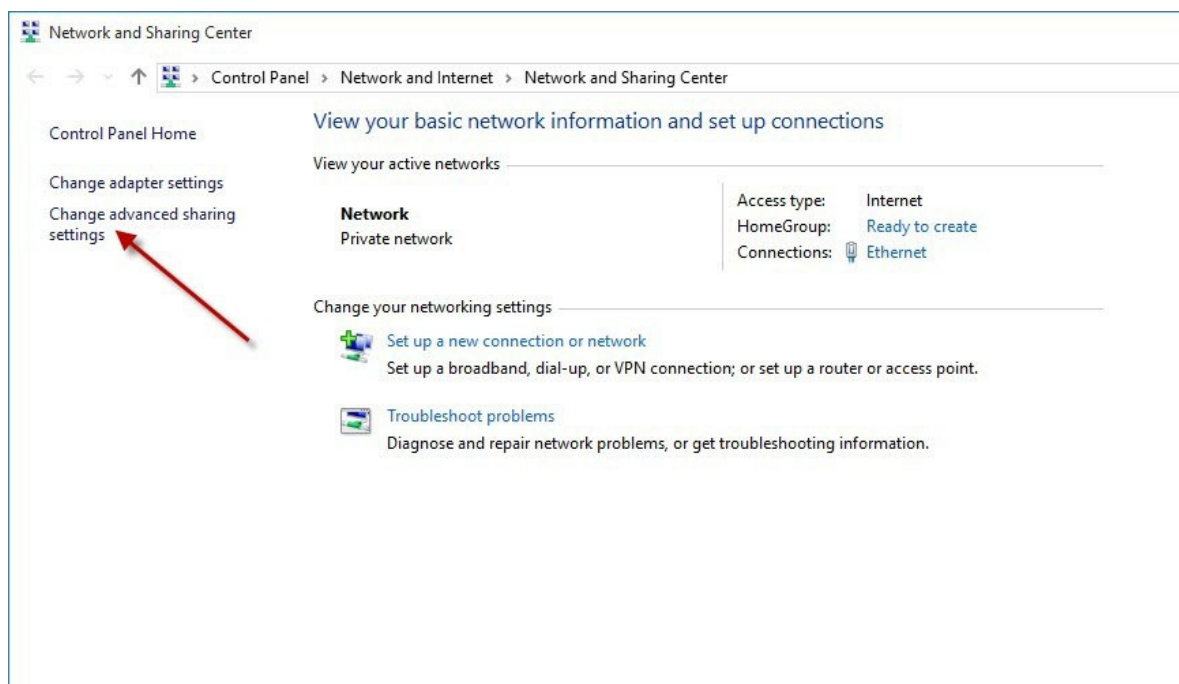 Network and Sharing Center
Control Panel > Network and Internet > Network and Sharing Center
Control Panel Home
Change adapter settings
Change advanced sharing
settings
View your basic network information and set up connections
View your active networks
Network
Private network
Access type: Internet
HomeGroup: Ready to create
Connections: Ethernet
Change your networking settings
Set up a new connection or network
Set up a broadband, dial-up, or VPN connection; or set up a router or access point.
Troubleshoot problems
Diagnose and repair network problems, or get troubleshooting information.